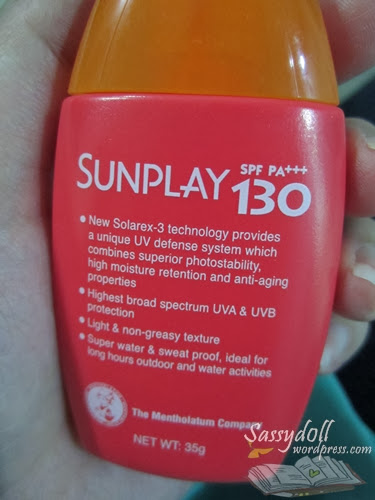 SUNPLAY SPF PA+++ 130
• New Solarex-3 technology provides
a unique UV defense system which
combines superior photostability,
high moisture retention and anti-aging
properties
• Highest broad spectrum UVA & UVB
protection
• Light & non-greasy texture
• Super water & sweat proof, ideal for
long hours outdoor and water activities
The Mentholatum Company
NET WT: 35g
Sassydoll
wordpress.com